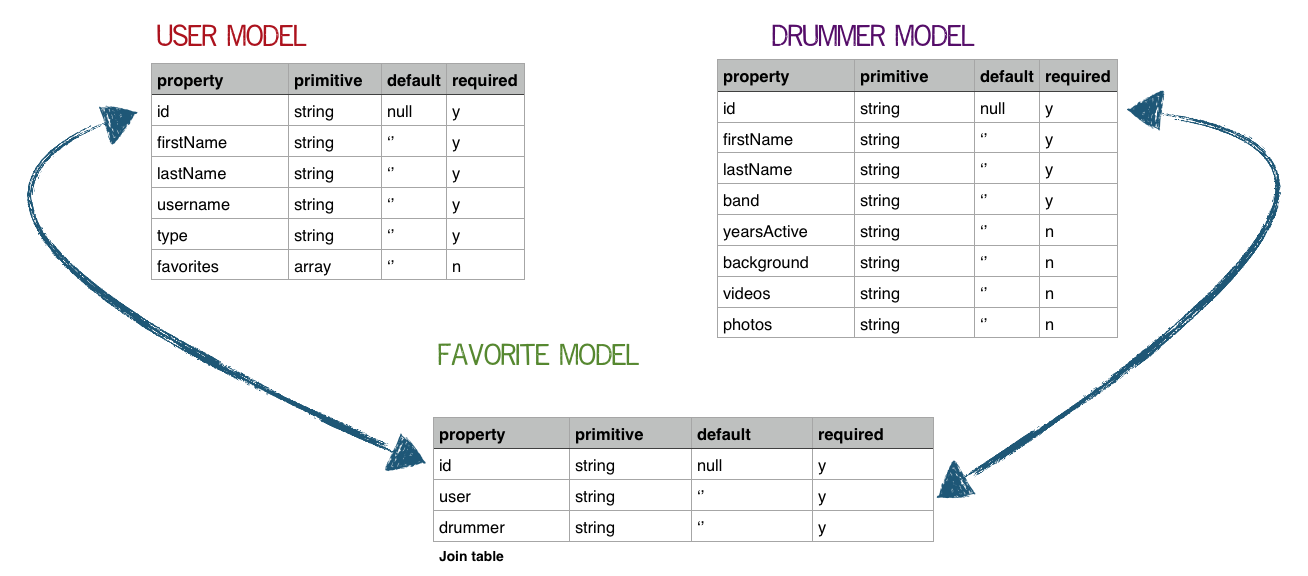 USER MODEL
property primitive default required
id string null y
firstName string ‘’ y
lastName string ‘’ y
username string ‘’ y
type string ‘’ y
favorites array ‘’ n
DRUMMER MODEL
property primitive default required
id string null y
firstName string ‘’ y
lastName string ‘’ y
band string ‘’ y
yearsActive string ‘’ n
background string ‘’ n
videos string ‘’ n
photos string ‘’ n
FAVORITE MODEL
property primitive default required
id string null y
user string ‘’ y
drummer string ‘’ y
Join table